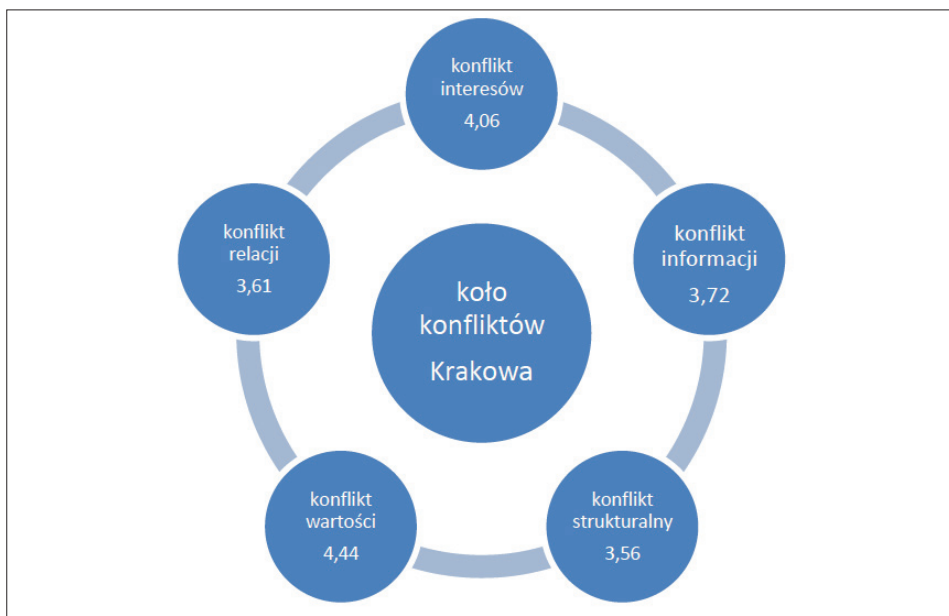 konflikt
interesów
4,06
konflikt
informacji
3,72
konflikt
strukturalny
3,56
konflikt
wartości
4,44
konflikt
relacji
3,61
koło
konfliktów
Krakowa